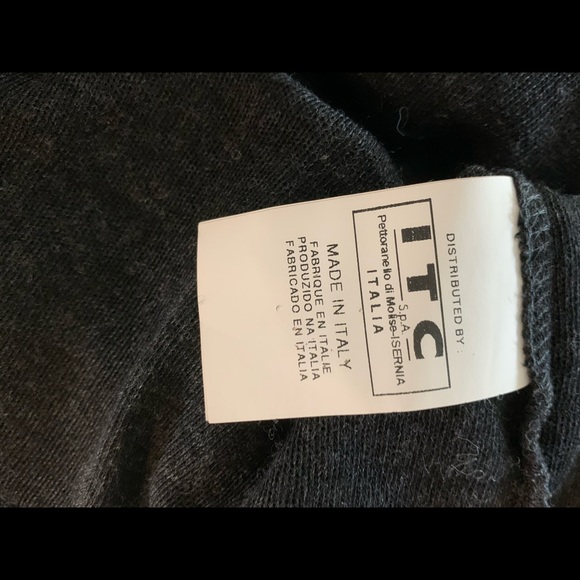 DISTRIBUTED BY :
ITC
S.p.A.
Pettoranello di Molise-ISERNIA
ITALIA
MADE IN ITALY
FABRIQUE EN ITALIE
PRODUZIDO NA ITALIA
FABRICADO EN ITALIA